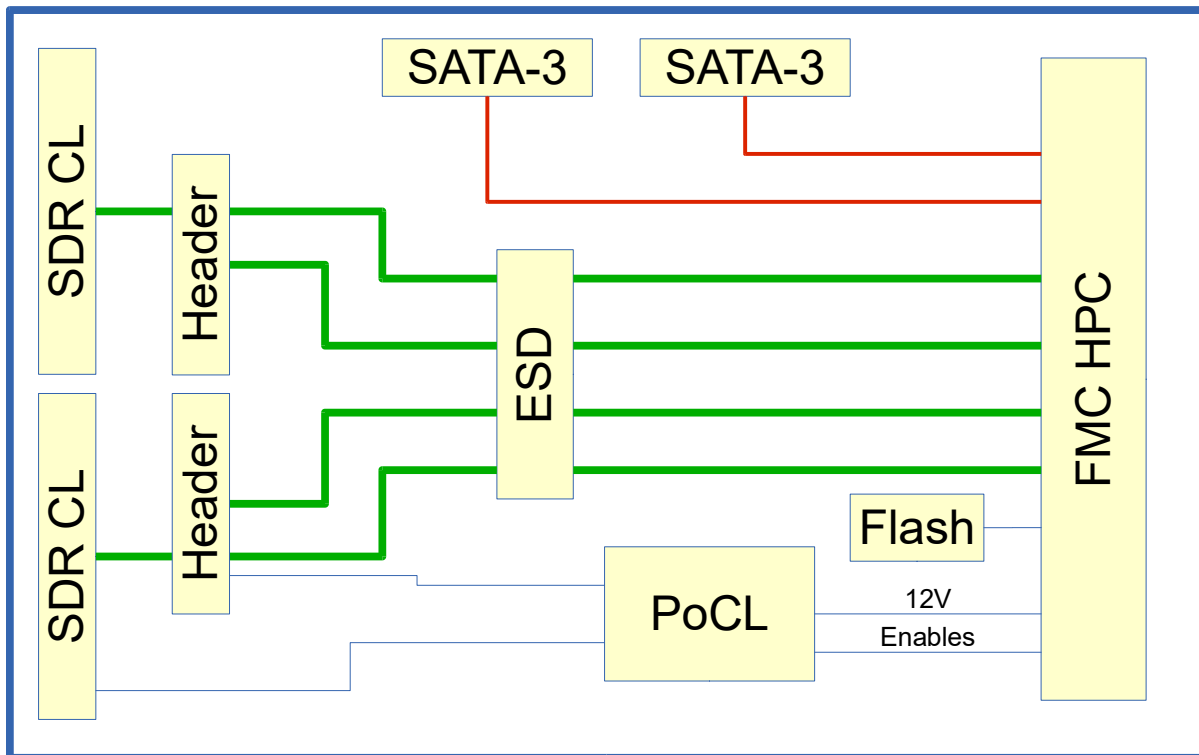 SATA-3
SATA-3
SDR CL
Header
FMC HPC
ESD
SDR CL
Header
Flash
PoCL
12V
Enables